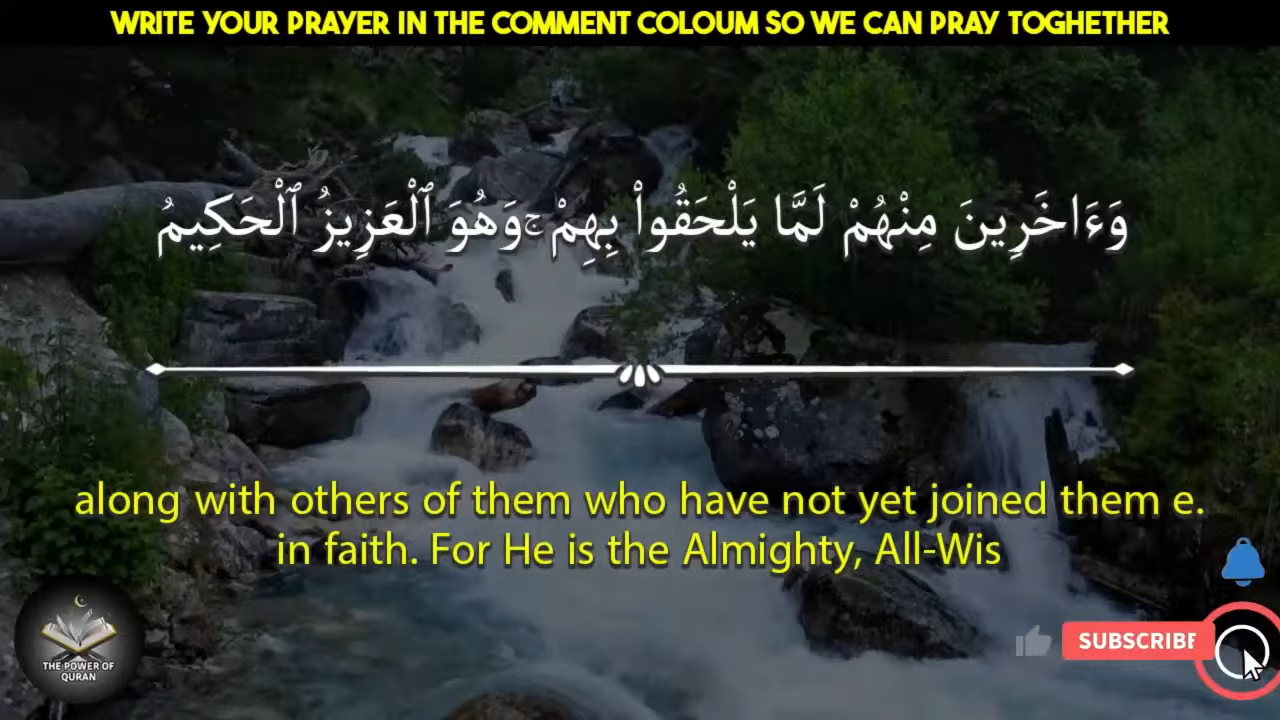 WRITE YOUR PRAYER IN THE COMMENT COLOUM SO WE CAN PRAY TOGHETHER
وَءَاخَرِينَ مِنْهُمْ لَمَّا يَلْحَقُوا۟ بِهِمْ ۚ وَهُوَ ٱلْعَزِيزُ ٱلْحَكِيمُ
along with others of them who have not yet joined them e.
in faith. For He is the Almighty, All-Wis
THE POWER OF
QURAN
SUBSCRIBE